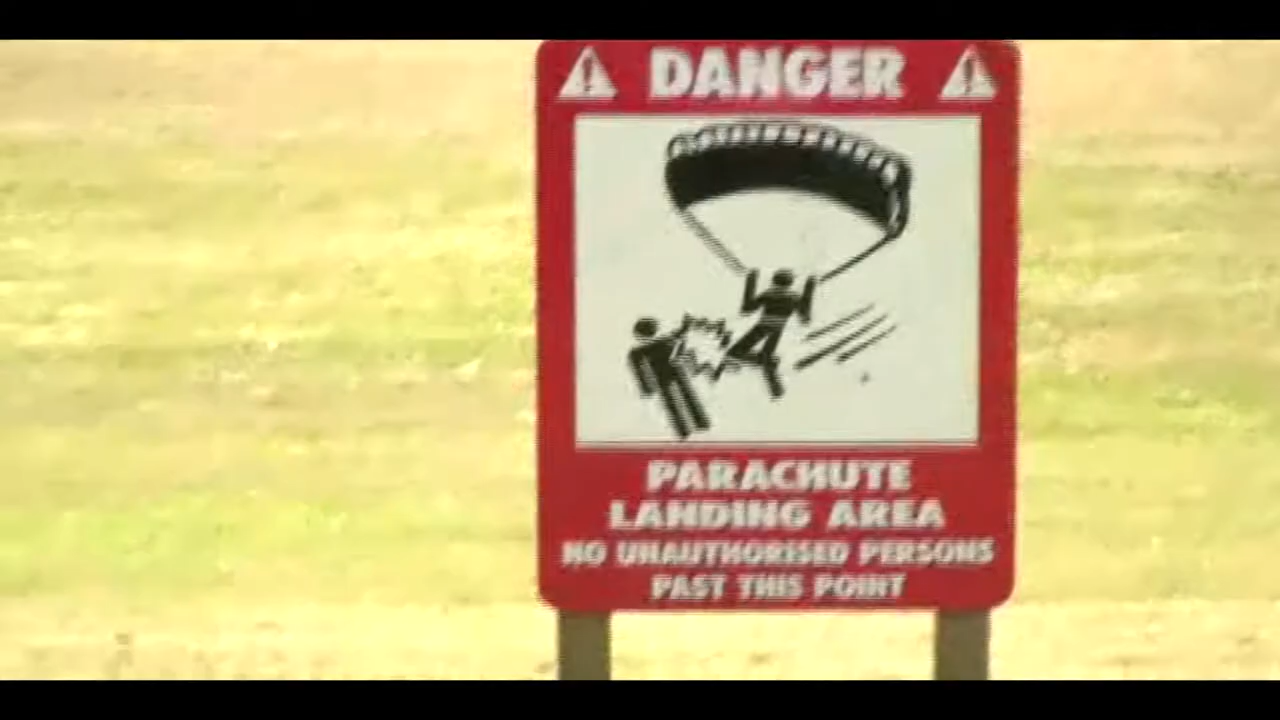 DANGER
PARACHUTE
LANDING AREA
NO UNAUTHORISED PERSONS
PAST THIS POINT